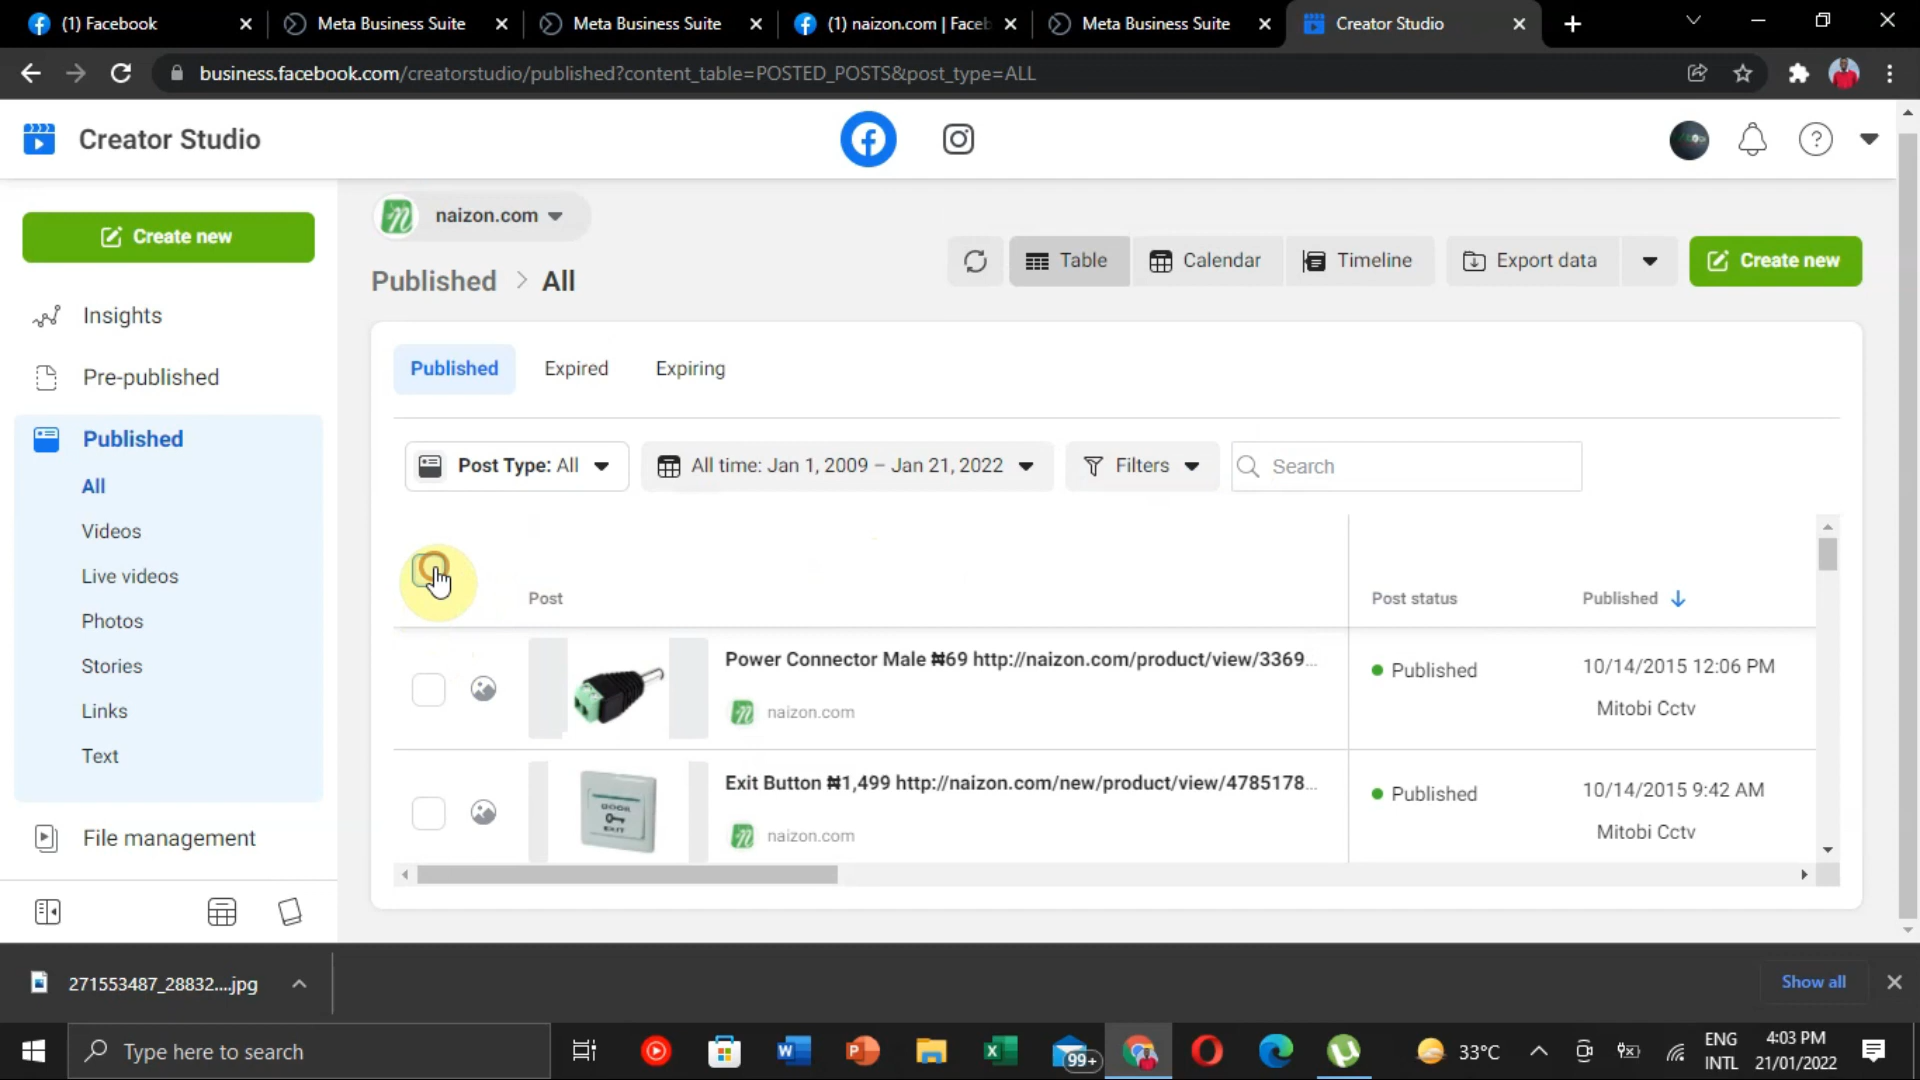 (1) Facebook
Meta Business Suite
Meta Business Suite
(1) naizon.com | Faceb
Meta Business Suite
Creator Studio
business.facebook.com/creatorstudio/published?content_table=POSTED_POSTS&post_type=ALL
Creator Studio
Create new
Insights
Pre-published
Published
All
Videos
Live videos
Photos
Stories
Links
Text
File management
naizon.com
Published > All
Table
Calendar
Timeline
Export data
Create new
Published
Expired
Expiring
Post Type: All
All time: Jan 1, 2009 – Jan 21, 2022
Filters
Search
Post
Post status
Published
Power Connector Male ₦69 http://naizon.com/product/view/3369...
naizon.com
Published
10/14/2015 12:06 PM
Mitobi Cctv
Exit Button ₦1,499 http://naizon.com/new/product/view/4785178...
naizon.com
Published
10/14/2015 9:42 AM
Mitobi Cctv
DOOR
EXIT
271553487_28832....jpg
Show all
Type here to search
99+
33°C
ENG
INTL
4:03 PM
21/01/2022